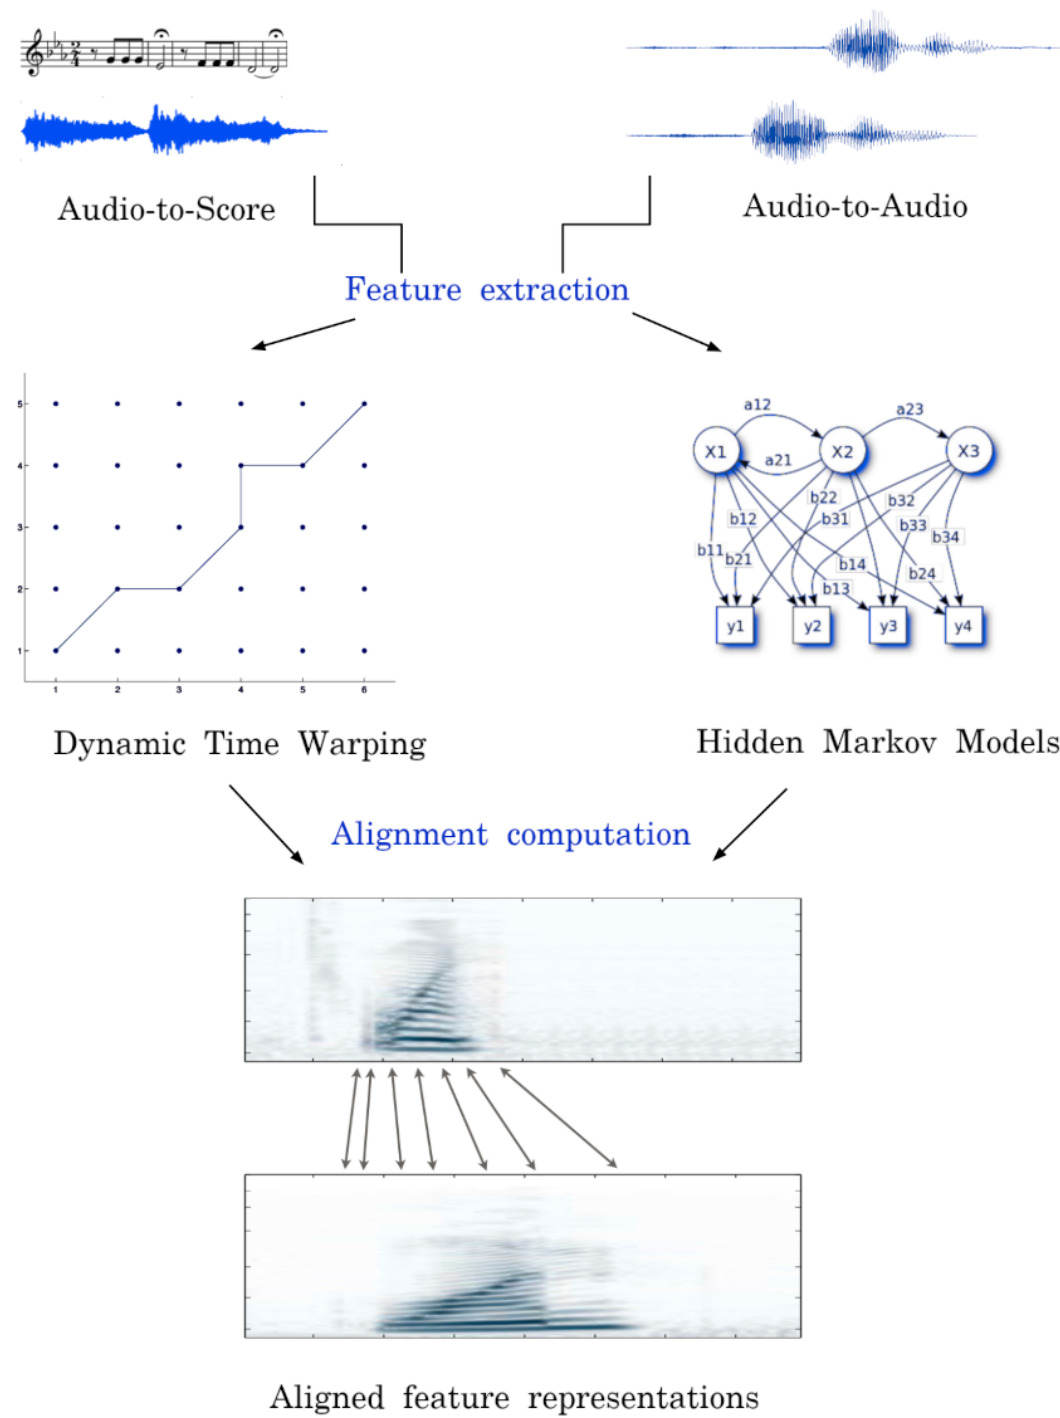 2
4
Audio-to-Score
Audio-to-Audio
Feature extraction
5
4
3
2
1
1 2 3 4 5 6
a12
a23
X1
X2
X3
a21
b22
b32
b12
b31
b33
b34
b11
b21
b14
b24
b13
y1
y2
y3
y4
Dynamic Time Warping
Hidden Markov Models
Alignment computation
Aligned feature representations